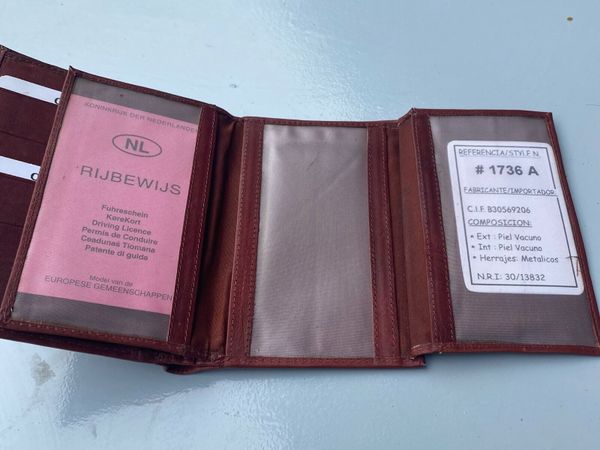 KONINKRIJK DER NEDERLANDEN
NL
RIJBEWIJS
Fuhreschein
KøreKort
Driving Licence
Permis de Conduire
Ceadunas Tiomana
Patente di guida
Model van de
EUROPESE GEMEENSCHAPPEN
REFERENCIA/STYLE N.
# 1736 A
FABRICANTE/IMPORTADOR
C.I.F. B30569206
COMPOSICION:
* Ext : Piel Vacuno
* Int : Piel Vacuno
* Herrajes: Metalicos
N.R.I: 30/13832